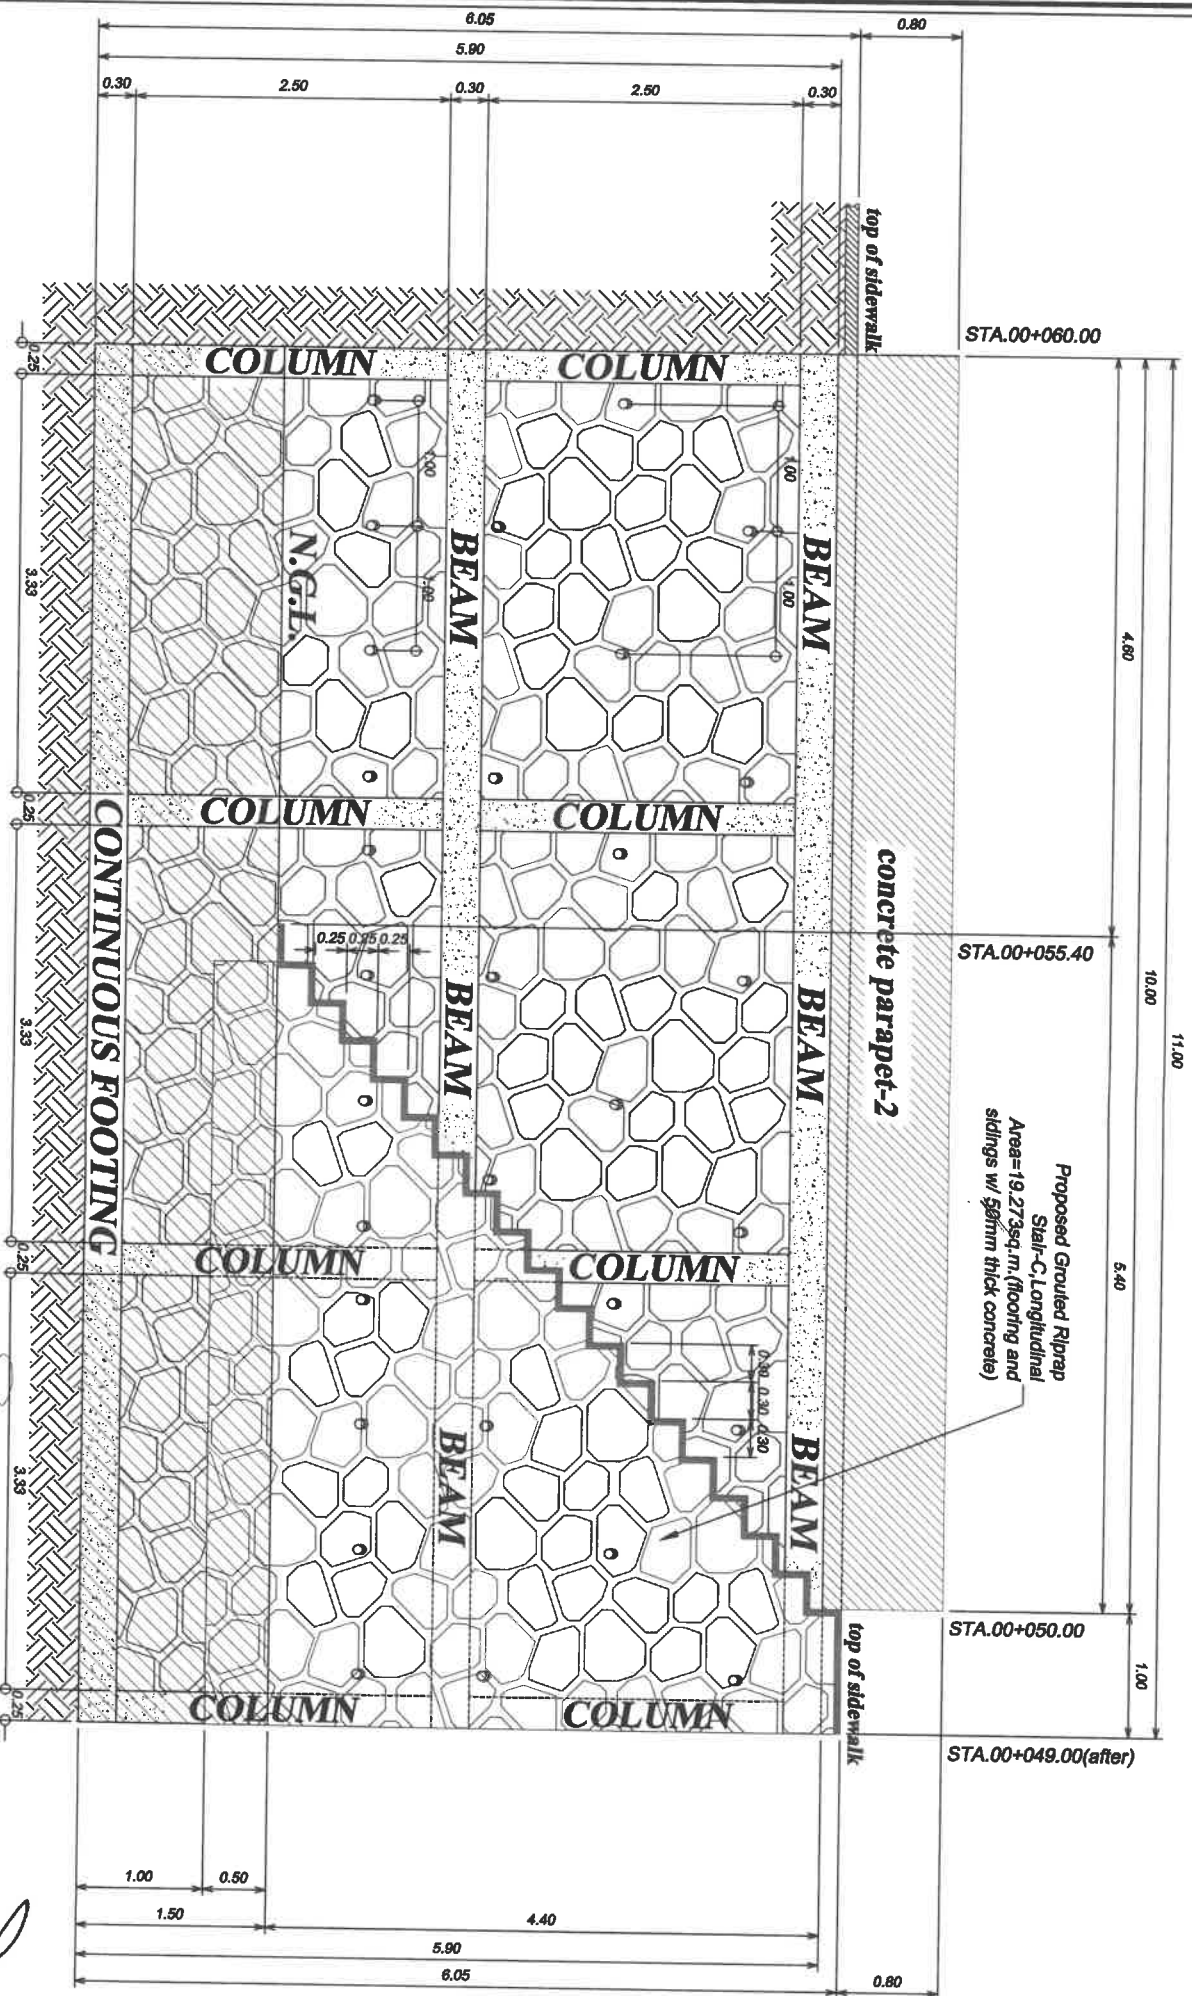 6.05
0.80
5.90
0.30
2.50
0.30
2.50
0.30
top of sidewalk
STA.00+060.00
0.25
COLUMN
COLUMN
1.00
1.00
1.00
1.00
N.G.L.
BEAM
BEAM
3.33
4.60
10.00
11.00
0.25
COLUMN
COLUMN
concrete parapet-2
STA.00+055.40
0.25
0.25
0.25
CONTINUOUS FOOTING
BEAM
BEAM
3.33
5.40
Proposed Grouted Riprap
Stair-C,Longitudinal
Area=19.273sq.m.(flooring and
sidings w/ 50mm thick concrete)
0.25
COLUMN
COLUMN
0.30
0.30
0.30
BEAM
BEAM
3.33
STA.00+050.00
1.00
top of sidewalk
0.25
COLUMN
COLUMN
STA.00+049.00(after)
1.00
0.50
1.50
4.40
5.90
6.05
0.80